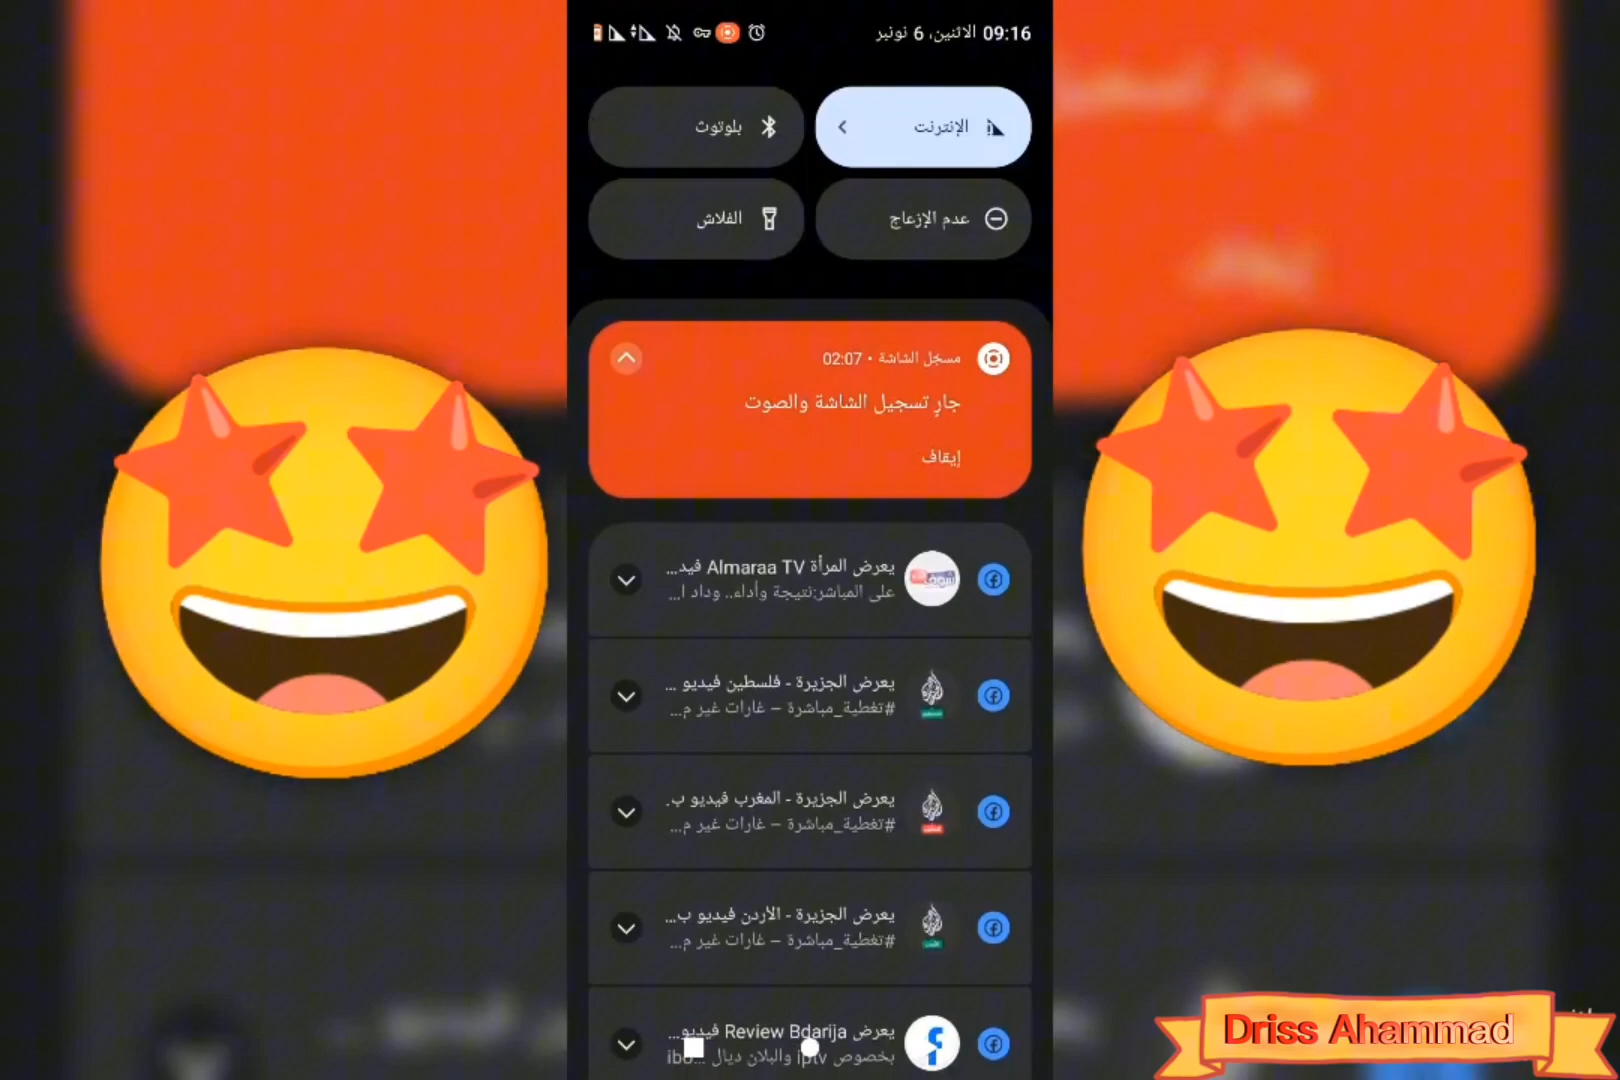 09:16 الاثنين، 6 نونبر
الإنترنت
بلوتوث
عدم الإزعاج
الفلاش
مسجّل الشاشة • 02:07
جارٍ تسجيل الشاشة والصوت
إيقاف
يعرض المرأة Almaraa TV فيد...
على المباشر:نتيجة وأداء.. وداد ا...
يعرض الجزيرة - فلسطين فيديو ...
#تغطية_مباشرة – غارات غير م...
يعرض الجزيرة - المغرب فيديو ب.
#تغطية_مباشرة – غارات غير م...
يعرض الجزيرة - الأردن فيديو ب...
#تغطية_مباشرة – غارات غير م...
يعرض Review Bdarija فيديو...
بخصوص iptv والبلان ديال ...ibo
Driss Ahammad